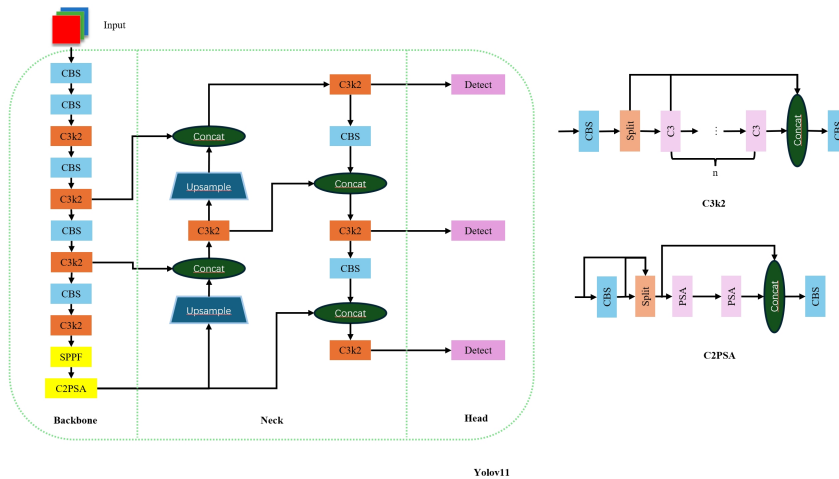 Input
CBS
CBS
C3k2
CBS
C3k2
CBS
C3k2
CBS
C3k2
SPPF
C2PSA
Backbone
Concat
Upsample
C3k2
Concat
Upsample
C3k2
CBS
Concat
C3k2
CBS
Concat
C3k2
Neck
Detect
Detect
Detect
Head
Yolov11
CBS
Split
C3
...
C3
Concat
CBS
n
C3k2
CBS
Split
PSA
PSA
Concat
CBS
C2PSA